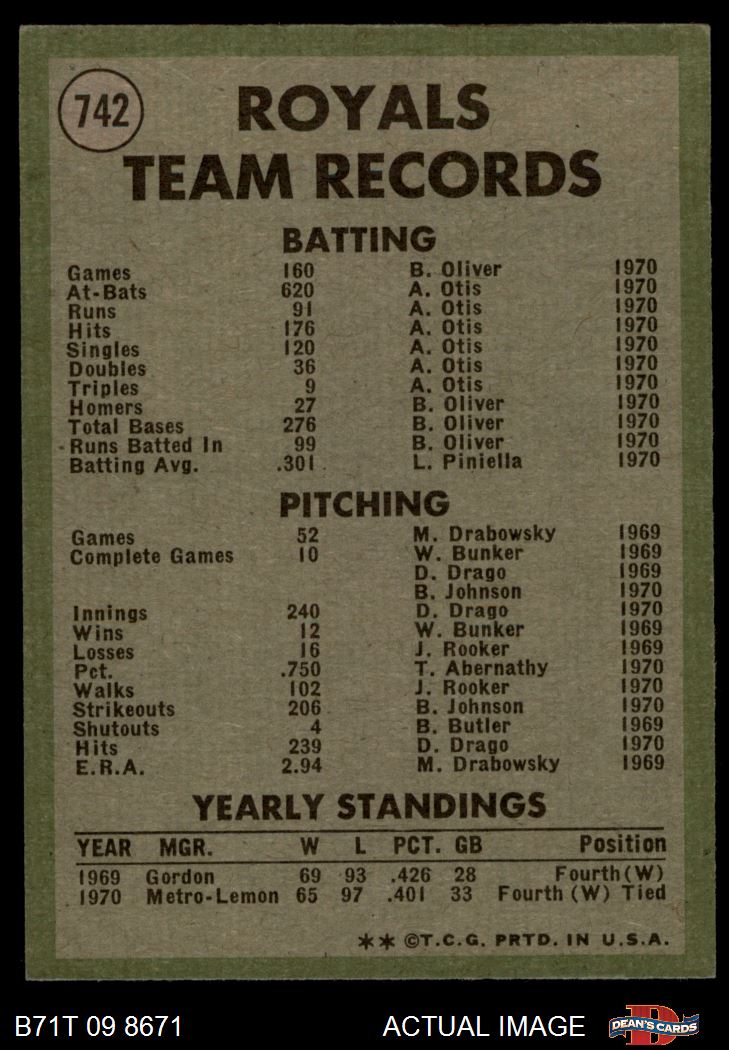 742
ROYALS
TEAM RECORDS
BATTING
Games 160 B. Oliver 1970
At-Bats 620 A. Otis 1970
Runs 91 A. Otis 1970
Hits 176 A. Otis 1970
Singles 120 A. Otis 1970
Doubles 36 A. Otis 1970
Triples 9 A. Otis 1970
Homers 27 B. Oliver 1970
Total Bases 276 B. Oliver 1970
Runs Batted In 99 B. Oliver 1970
Batting Avg. .301 L. Piniella 1970
PITCHING
Games 52 M. Drabowsky 1969
Complete Games 10 W. Bunker 1969
D. Drago 1969
B. Johnson 1970
Innings 240 D. Drago 1970
Wins 12 W. Bunker 1969
Losses 16 J. Rooker 1969
Pct. .750 T. Abernathy 1970
Walks 102 J. Rooker 1970
Strikeouts 206 B. Johnson 1970
Shutouts 4 B. Butler 1969
Hits 239 D. Drago 1970
E.R.A. 2.94 M. Drabowsky 1969
YEARLY STANDINGS
YEAR MGR. W L PCT. GB Position
1969 Gordon 69 93 .426 28 Fourth (W)
1970 Metro-Lemon 65 97 .401 33 Fourth (W) Tied
** ©T.C.G. PRTD. IN U.S.A.
B71T 09 8671 ACTUAL IMAGE DEAN'S CARDS